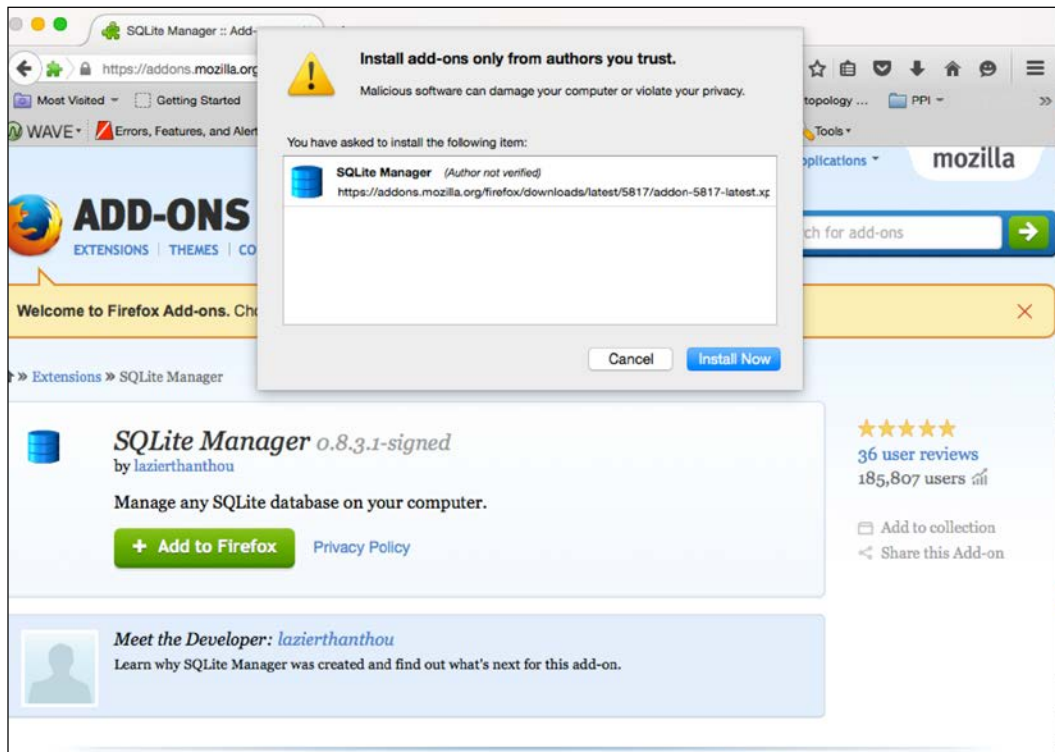 SQLite Manager :: Add-
https://addons.mozilla.org
Most Visited
Getting Started
topology ...
PPI
WAVE
Errors, Features, and Aler
Tools
Install add-ons only from authors you trust.
Malicious software can damage your computer or violate your privacy.
You have asked to install the following item:
SQLite Manager (Author not verified)
https://addons.mozilla.org/firefox/downloads/latest/5817/addon-5817-latest.xp
Cancel
Install Now
pplications
mozilla
ADD-ONS
EXTENSIONS | THEMES | CO
ch for add-ons
Welcome to Firefox Add-ons. Cho
» Extensions » SQLite Manager
SQLite Manager 0.8.3.1-signed
by lazierthanthou
Manage any SQLite database on your computer.
+ Add to Firefox
Privacy Policy
36 user reviews
185,807 users
Add to collection
Share this Add-on
Meet the Developer: lazierthanthou
Learn why SQLite Manager was created and find out what's next for this add-on.